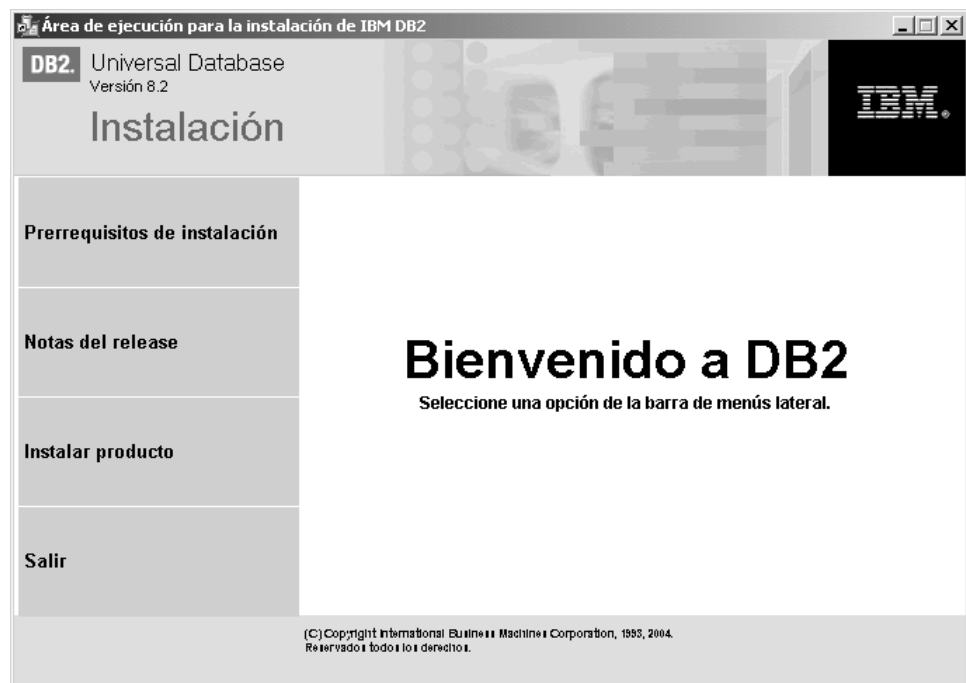 Área de ejecución para la instalación de IBM DB2
DB2. Universal Database
Versión 8.2
Instalación
IBM®
Prerrequisitos de instalación
Notas del release
Instalar producto
Salir
Bienvenido a DB2
Seleccione una opción de la barra de menús lateral.
(C) Copyright International Business Machines Corporation, 1993, 2004.
Reservados todos los derechos.